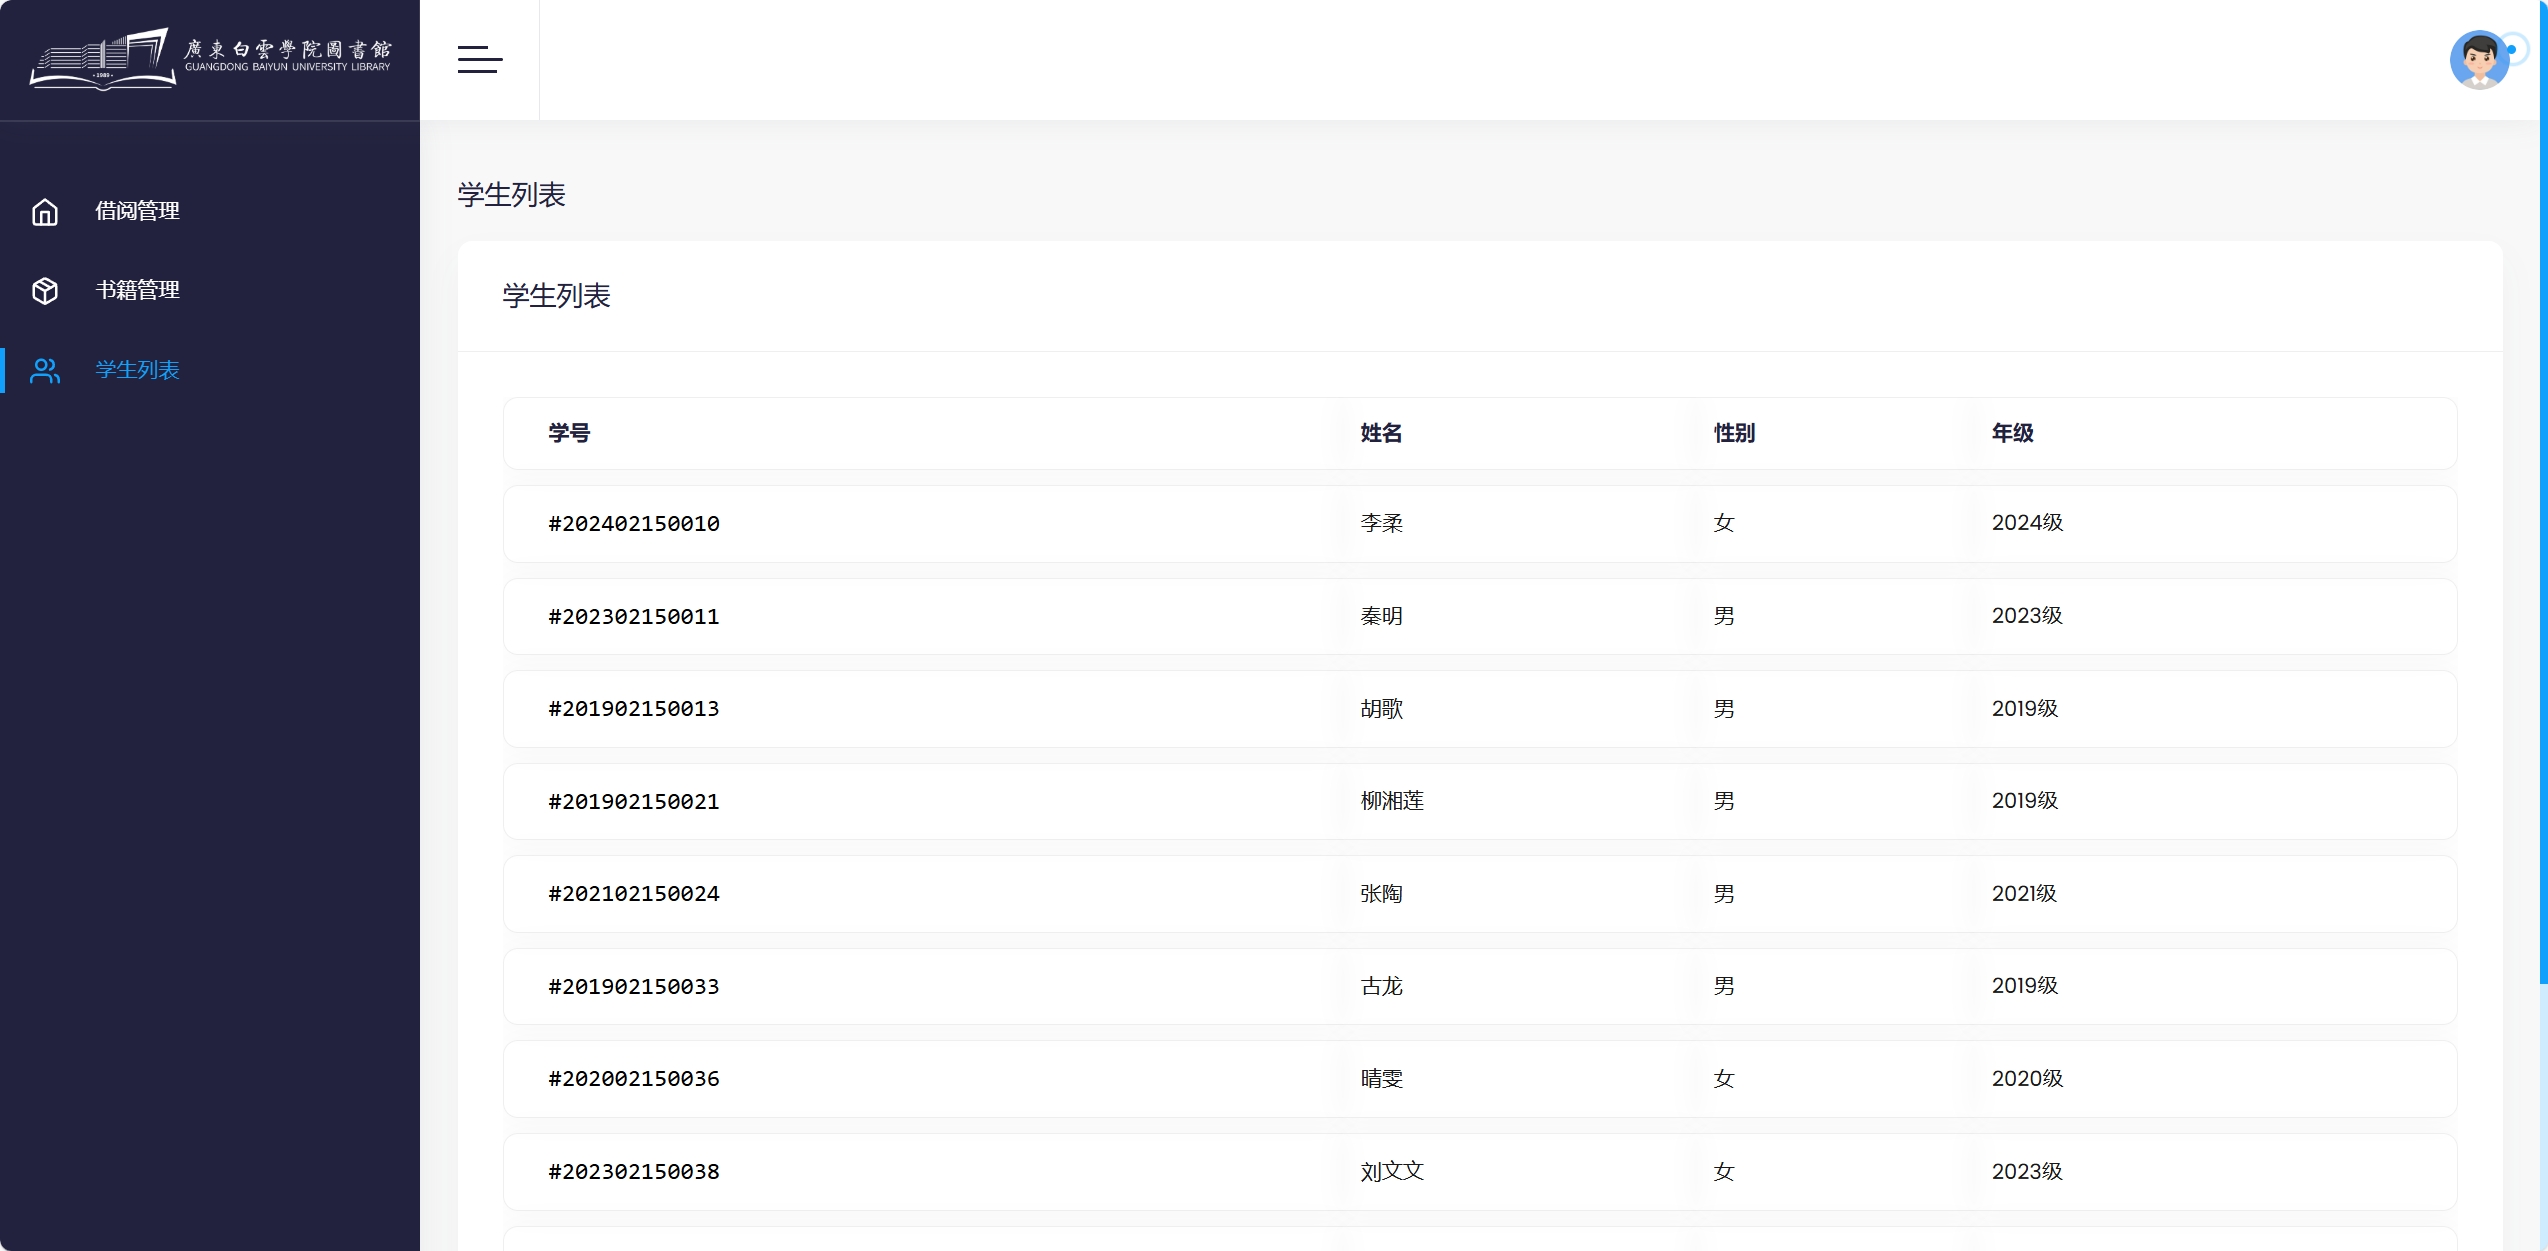 廣東白雲學院圖書館
GUANGDONG BAIYUN UNIVERSITY LIBRARY
•1989•
借阅管理
书籍管理
学生列表
学生列表
学生列表
学号 姓名 性别 年级
#202402150010 李柔 女 2024级
#202302150011 秦明 男 2023级
#201902150013 胡歌 男 2019级
#201902150021 柳湘莲 男 2019级
#202102150024 张陶 男 2021级
#201902150033 古龙 男 2019级
#202002150036 晴雯 女 2020级
#202302150038 刘文文 女 2023级